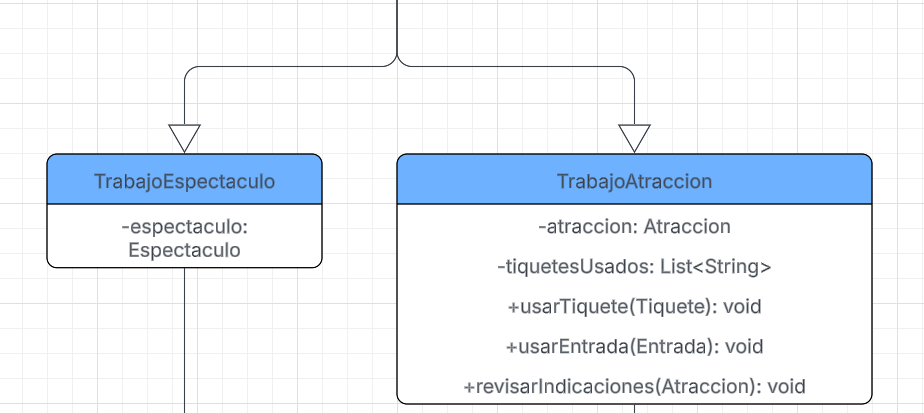 TrabajoEspectaculo
-espectaculo:
Espectaculo
TrabajoAtraccion
-atraccion: Atraccion
-tiquetesUsados: List<String>
+usarTiquete(Tiquete): void
+usarEntrada(Entrada): void
+revisarIndicaciones(Atraccion): void